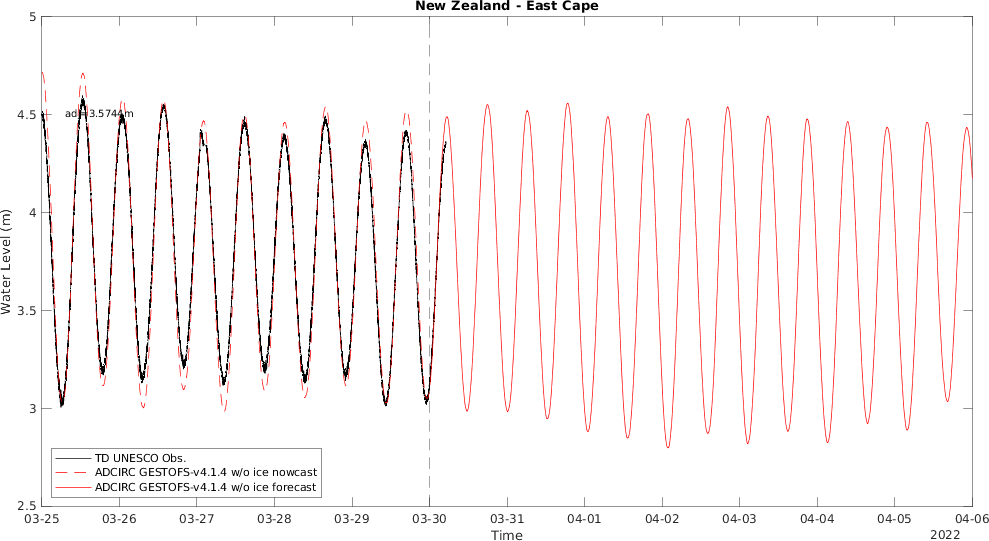 New Zealand - East Cape
Water Level (m)
5
4.5
4
3.5
3
2.5
ad=3.5744m
TD UNESCO Obs.
ADCIRC GESTOFS-v4.1.4 w/o ice nowcast
ADCIRC GESTOFS-v4.1.4 w/o ice forecast
03-25 03-26 03-27 03-28 03-29 03-30 03-31 04-01 04-02 04-03 04-04 04-05 04-06
Time
2022